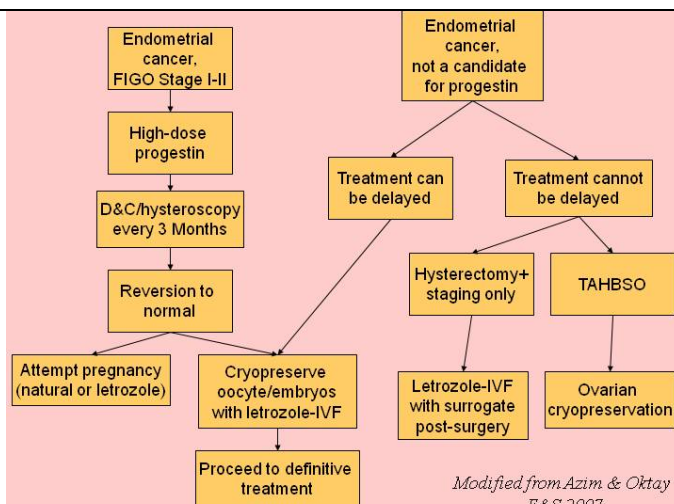 Endometrial
cancer,
FIGO Stage I-II
High-dose
progestin
D&C/hysteroscopy
every 3 Months
Reversion to
normal
Attempt pregnancy
(natural or letrozole)
Endometrial
cancer,
not a candidate
for progestin
Treatment can
be delayed
Treatment cannot
be delayed
Cryopreserve
oocyte/embryos
with letrozole-IVF
Proceed to definitive
treatment
Hysterectomy+
staging only
TAHBSO
Letrozole-IVF
with surrogate
post-surgery
Ovarian
cryopreservation
Modified from Azim & Oktay
F&S 2007